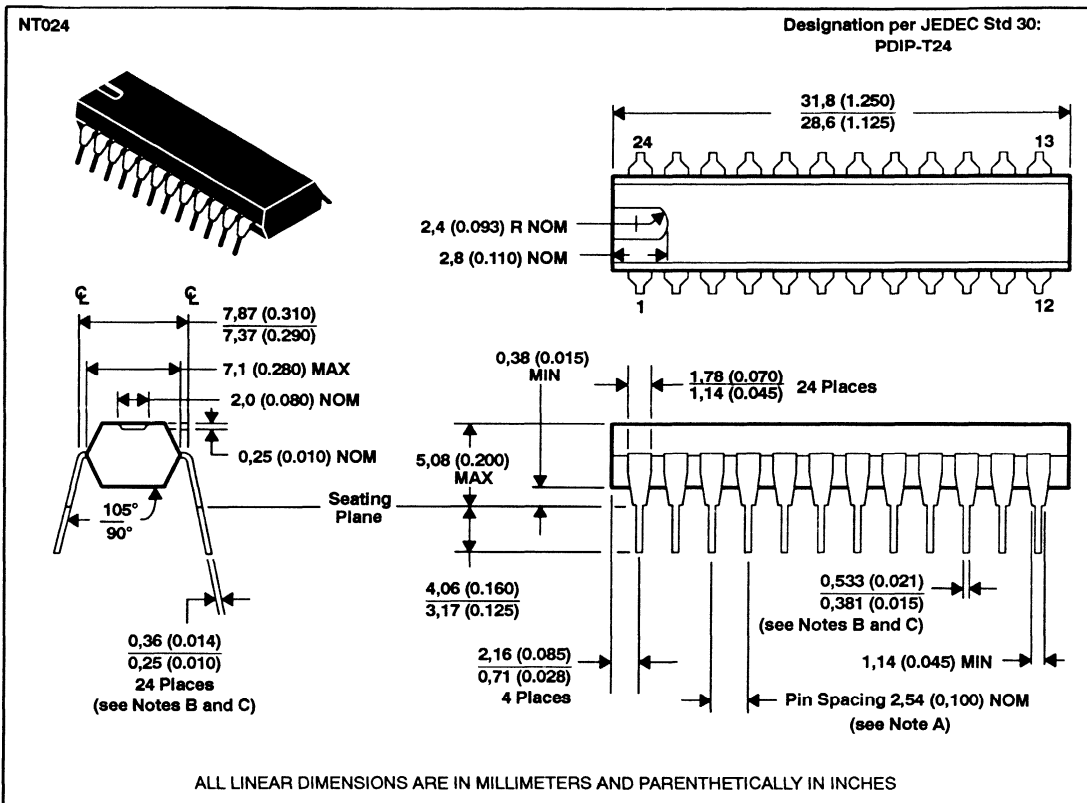 NT024
Designation per JEDEC Std 30:
PDIP-T24
31,8 (1.250)
28,6 (1.125)
24
13
2,4 (0.093) R NOM
2,8 (0.110) NOM
1
12
℄
℄
7,87 (0.310)
7,37 (0.290)
7,1 (0.280) MAX
2,0 (0.080) NOM
0,25 (0.010) NOM
105°
90°
Seating
Plane
0,36 (0.014)
0,25 (0.010)
24 Places
(see Notes B and C)
0,38 (0.015)
MIN
1,78 (0.070)
1,14 (0.045)
24 Places
5,08 (0.200)
MAX
4,06 (0.160)
3,17 (0.125)
0,533 (0.021)
0,381 (0.015)
(see Notes B and C)
2,16 (0.085)
0,71 (0.028)
4 Places
1,14 (0.045) MIN
Pin Spacing 2,54 (0,100) NOM
(see Note A)
ALL LINEAR DIMENSIONS ARE IN MILLIMETERS AND PARENTHETICALLY IN INCHES